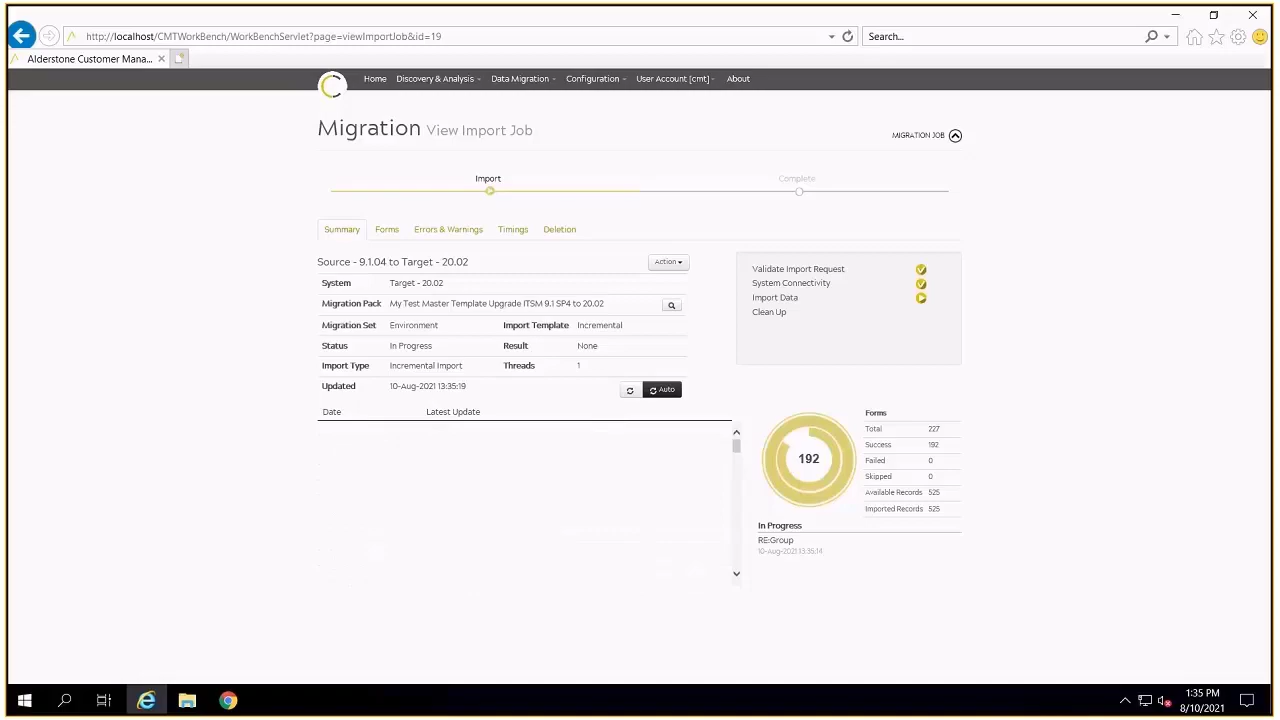 http://localhost/CMTWorkBench/WorkBenchServlet?page=viewImportJob&id=19
Search...
Alderstone Customer Mana...
Home Discovery & Analysis Data Migration Configuration User Account [cmt] About
Migration View Import Job
MIGRATION JOB
Import Complete
Summary Forms Errors & Warnings Timings Deletion
Source - 9.1.04 to Target - 20.02 Action
System Target - 20.02
Migration Pack My Test Master Template Upgrade ITSM 9.1 SP4 to 20.02
Migration Set Environment Import Template Incremental
Status In Progress Result None
Import Type Incremental Import Threads 1
Updated 10-Aug-2021 13:35:19 Auto
Date Latest Update
Validate Import Request
System Connectivity
Import Data
Clean Up
192
Forms
Total 227
Success 192
Failed 0
Skipped 0
Available Records 525
Imported Records 525
In Progress
RE:Group
10-Aug-2021 13:35:14
1:35 PM
8/10/2021